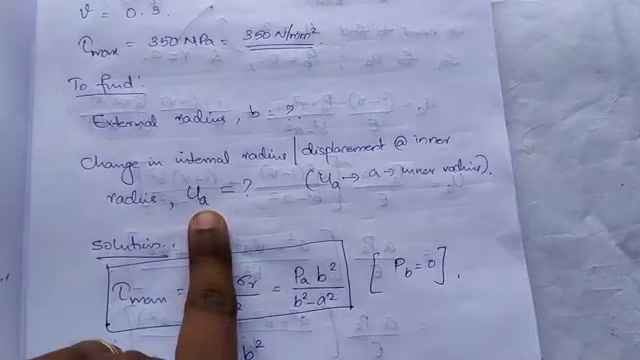 ν = 0.3.
τmax = 350 MPa = 350 N/mm²
To find:
External radius, b = ?
Change in internal radius | displacement @ inner
radius, Ua = ? (Ua → a → inner radius).
Solution:
τmax = σr = Pa b² / b² - a² [Pb = 0].
b²